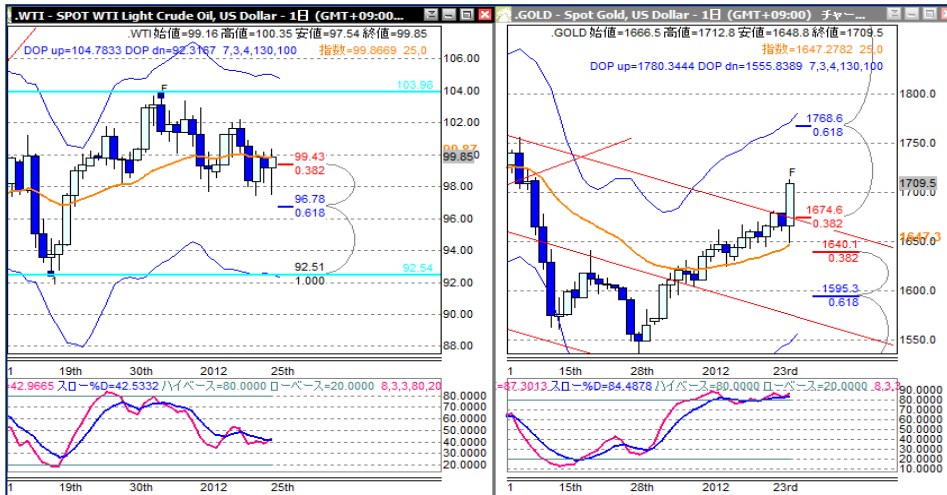 .WTI - SPOT WTI Light Crude Oil, US Dollar - 1日 (GMT+09:00...
.WTI 始値=99.16 高値=100.35 安値=97.54 終値=99.85
DOP up=104.7833 DOP dn=92.3167 7,3,4,130,100
指数=99.8669 25,0
106.00
103.98
104.00
F
102.00
100.00
99.87
99.85
99.43
0.382
98.00
96.78
0.618
96.00
94.00
92.54
92.51
1.000
92.00
90.00
88.00
1
19th
30th
2012
25th
=42.9665 スロー%D=42.5332 ハイベース=80.0000 ローベース=20.0000 8,3,3,80,20
80.0000
70.0000
60.0000
50.0000
40.0000
30.0000
20.0000
1
19th
30th
2012
25th
.GOLD - Spot Gold, US Dollar - 1日 (GMT+09:00) チャー...
.GOLD 始値=1666.5 高値=1712.8 安値=1648.8 終値=1709.5
指数=1647.2782 25,0
DOP up=1780.3444 DOP dn=1555.8389 7,3,4,130,100
1800.0
1768.6
0.618
1750.0
F
1709.5
1700.0
1674.6
0.382
1650.0
1647.3
1640.1
0.382
1600.0
1595.3
0.618
1550.0
1
15th
28th
2012
23rd
=87.3013 スロー%D=84.4878 ハイベース=80.0000 ローベース=20.0000 8,3,3
90.0000
80.0000
70.0000
60.0000
50.0000
40.0000
30.0000
20.0000
10.0000
1
15th
28th
2012
23rd